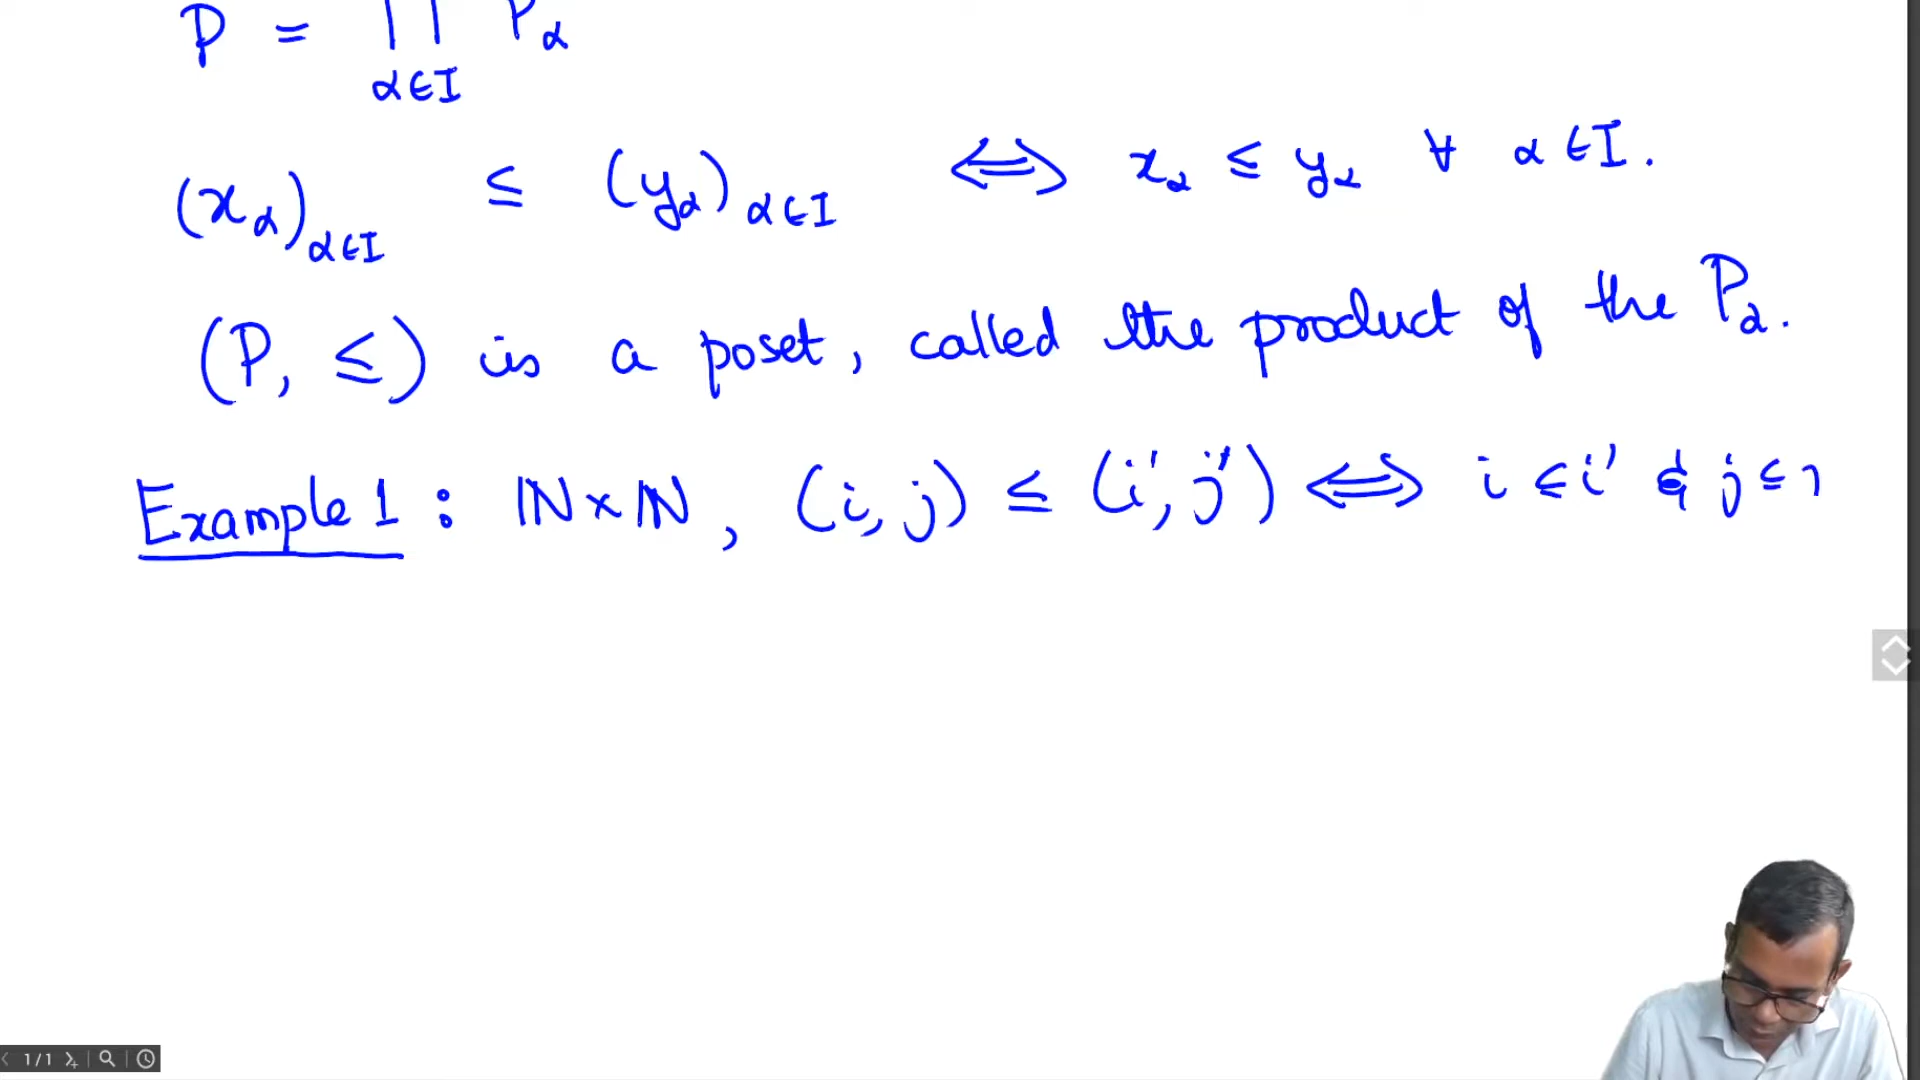 P = ∏ P_α
α∈I
(x_α)_{α∈I} ≤ (y_α)_{α∈I} ⟺ x_α ≤ y_α ∀ α∈I.
(P, ≤) is a poset, called the product of the P_α.
Example 1 : ℕ×ℕ, (i, j) ≤ (i′, j′) ⟺ i ≤ i′ & j ≤
1/1